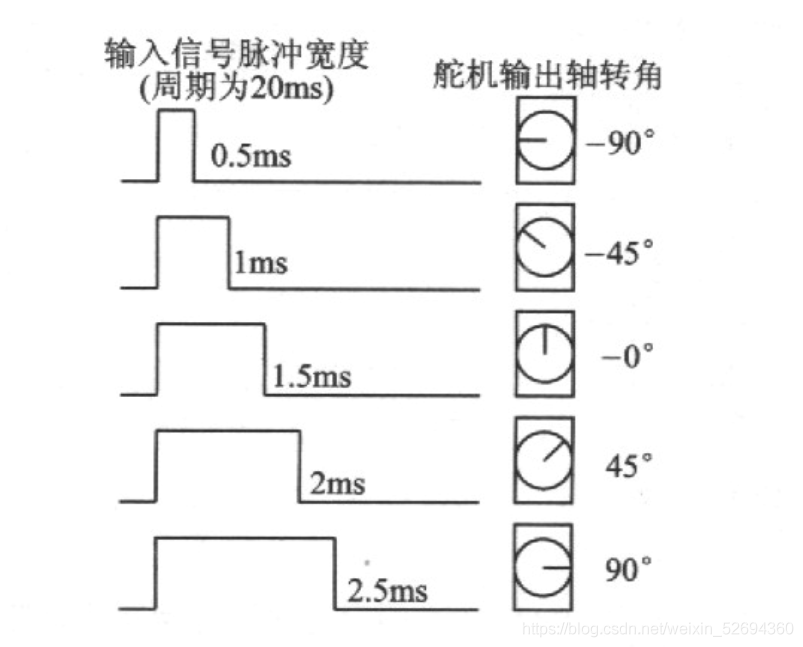 输入信号脉冲宽度
(周期为20ms)
舵机输出轴转角
0.5ms
−90°
1ms
−45°
1.5ms
−0°
2ms
45°
2.5ms
90°
https://blog.csdn.net/weixin_52694360